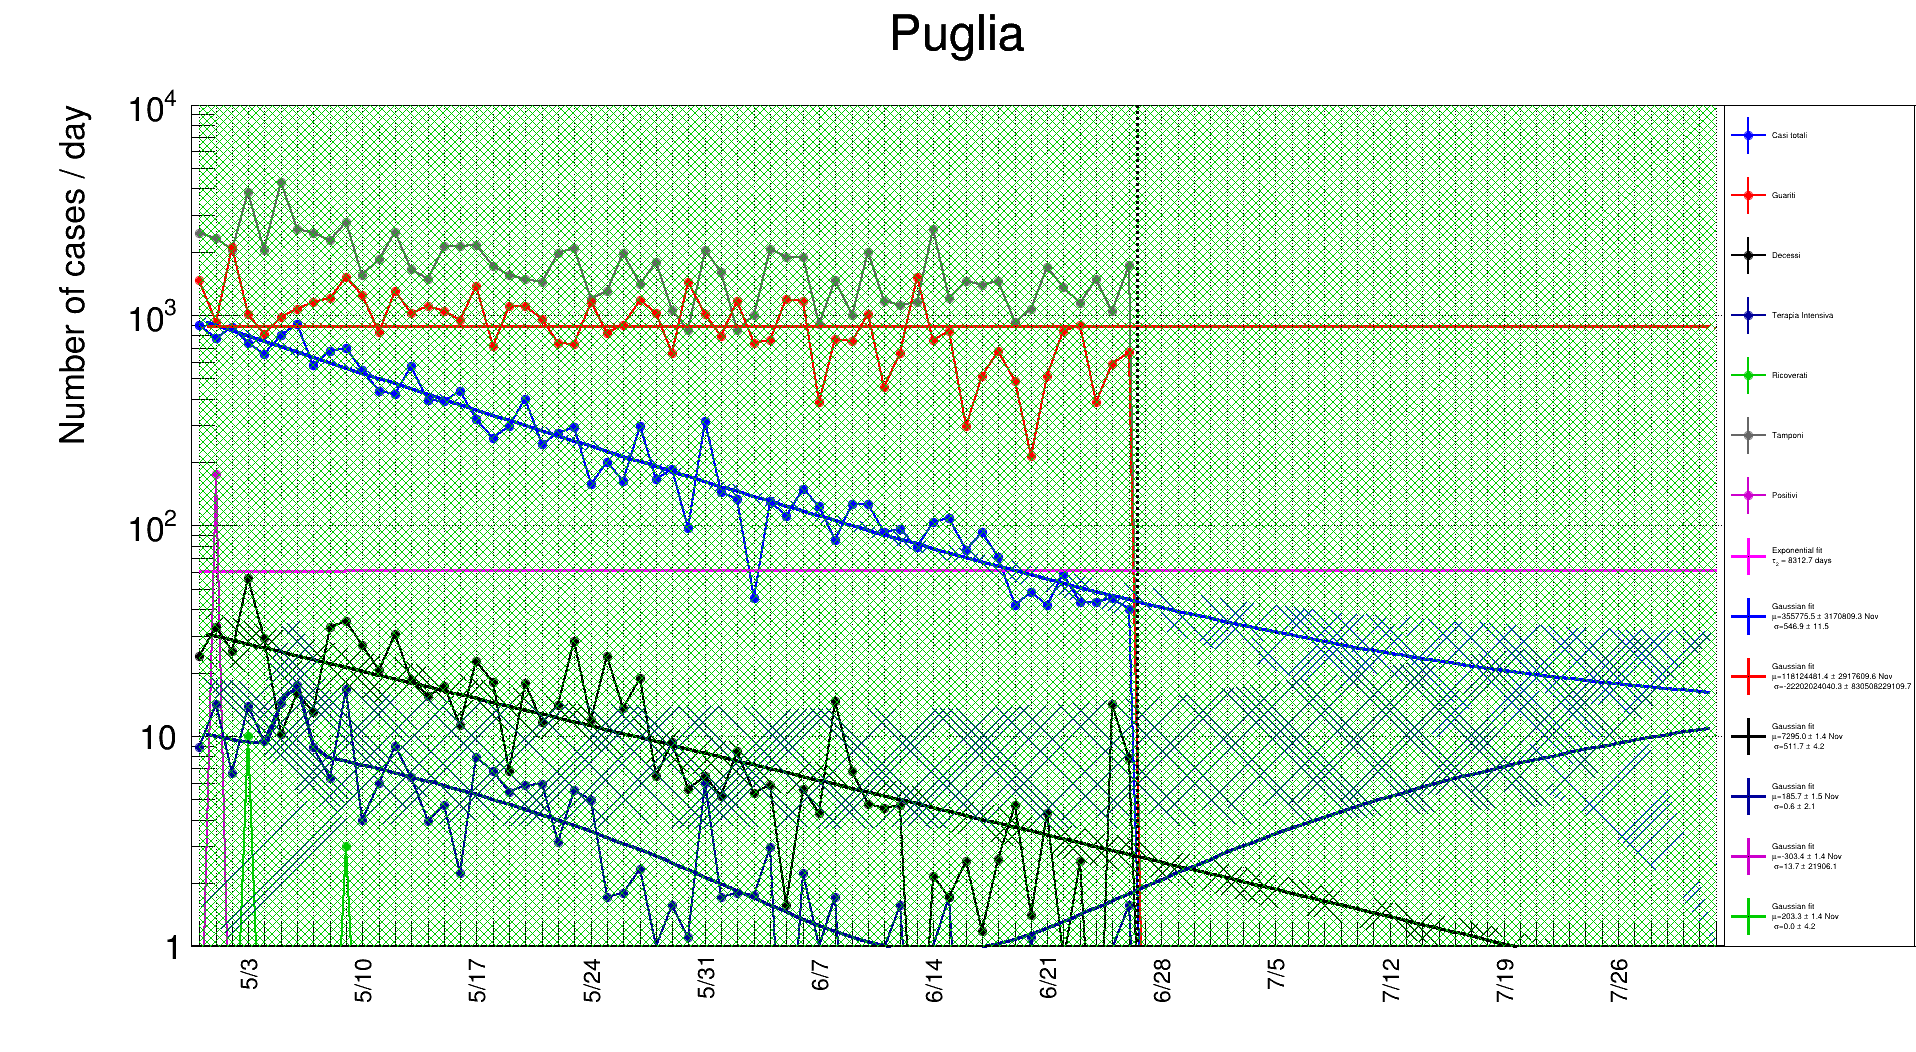 Puglia
Number of cases / day
10⁴
10³
10²
10
1
5/3
5/10
5/17
5/24
5/31
6/7
6/14
6/21
6/28
7/5
7/12
7/19
7/26
Casi totali
Guariti
Decessi
Terapia Intensiva
Ricoverati
Tamponi
Positivi
Exponential fit
τ₂ = 8312.7 days
Gaussian fit
μ=355775.5 ± 3170809.3 Nov
σ=546.9 ± 11.5
Gaussian fit
μ=118124481.4 ± 2917609.6 Nov
σ=-22202024040.3 ± 830508229109.7
Gaussian fit
μ=7295.0 ± 1.4 Nov
σ=511.7 ± 4.2
Gaussian fit
μ=185.7 ± 1.5 Nov
σ=0.6 ± 2.1
Gaussian fit
μ=-303.4 ± 1.4 Nov
σ=13.7 ± 21906.1
Gaussian fit
μ=203.3 ± 1.4 Nov
σ=0.0 ± 4.2